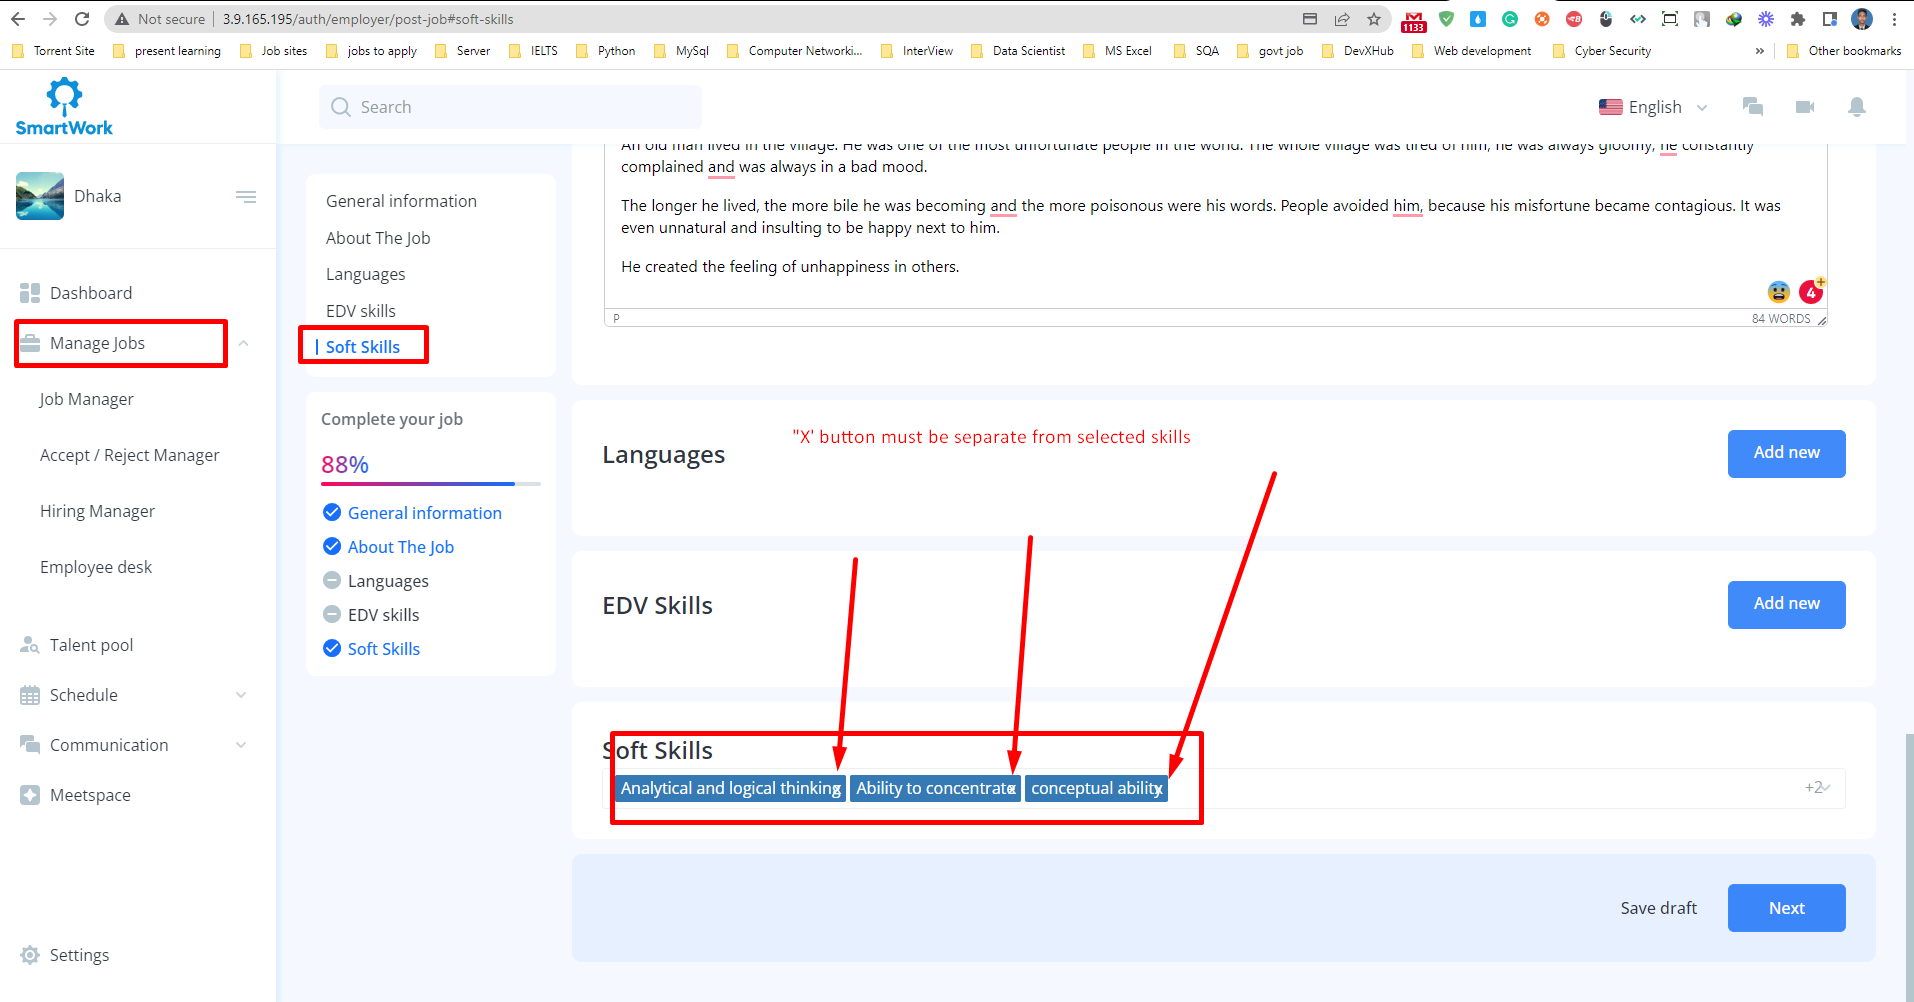 Not secure | 3.9.165.195/auth/employer/post-job#soft-skills
1133
Torrent Site present learning Job sites jobs to apply Server IELTS Python MySql Computer Networki... InterView Data Scientist MS Excel SQA govt job DevXHub Web development Cyber Security » Other bookmarks
SmartWork
Search
English
Dhaka
Dashboard
Manage Jobs
Job Manager
Accept / Reject Manager
Hiring Manager
Employee desk
Talent pool
Schedule
Communication
Meetspace
Settings
General information
About The Job
Languages
EDV skills
Soft Skills
Complete your job
88%
General information
About The Job
Languages
EDV skills
Soft Skills
An old man lived in the village. He was one of the most unfortunate people in the world. The whole village was tired of him, he was always gloomy, he constantly
complained and was always in a bad mood.
The longer he lived, the more bile he was becoming and the more poisonous were his words. People avoided him, because his misfortune became contagious. It was
even unnatural and insulting to be happy next to him.
He created the feeling of unhappiness in others.
4
P
84 WORDS
"X' button must be separate from selected skills
Languages
Add new
EDV Skills
Add new
Soft Skills
Analytical and logical thinking x Ability to concentrate x conceptual ability x
+2
Save draft
Next